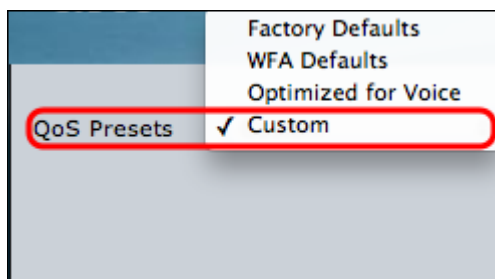 Factory Defaults
WFA Defaults
Optimized for Voice
QoS Presets ✓ Custom